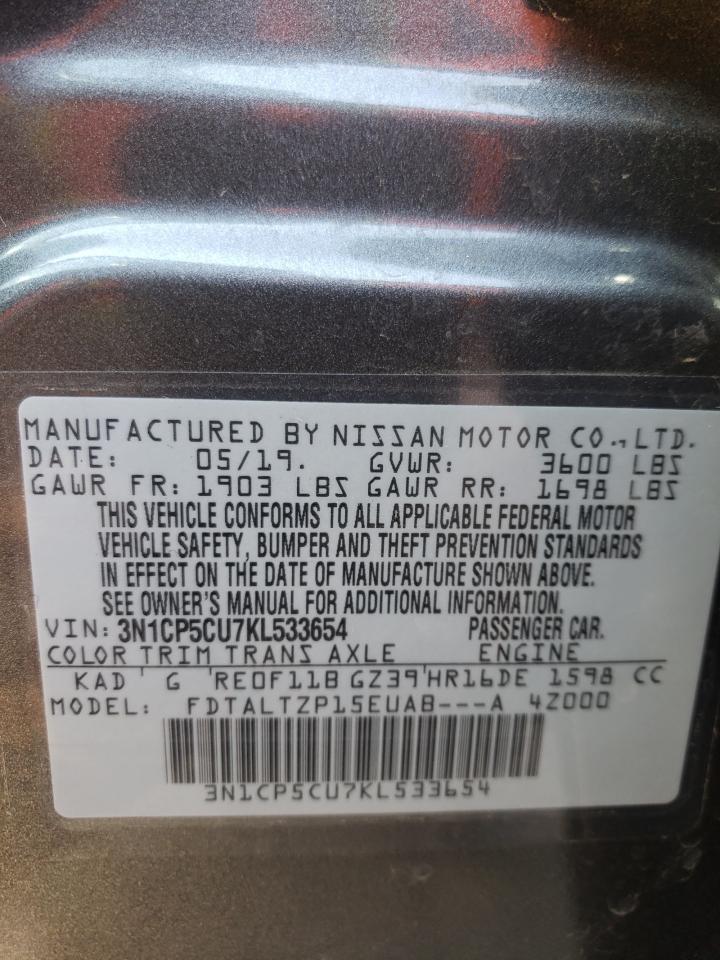 MANUFACTURED BY NISSAN MOTOR CO., LTD.
DATE: 05/19. GVWR: 3600 LBS
GAWR FR: 1903 LBS GAWR RR: 1698 LBS
THIS VEHICLE CONFORMS TO ALL APPLICABLE FEDERAL MOTOR
VEHICLE SAFETY, BUMPER AND THEFT PREVENTION STANDARDS
IN EFFECT ON THE DATE OF MANUFACTURE SHOWN ABOVE.
SEE OWNER'S MANUAL FOR ADDITIONAL INFORMATION.
VIN: 3N1CP5CU7KL533654 PASSENGER CAR.
COLOR TRIM TRANS AXLE ENGINE
KAD G RE0F11B GZ39 HR16DE 1598 CC
MODEL: FDTALTZP15EUAB---A 4Z000
3N1CP5CU7KL533654